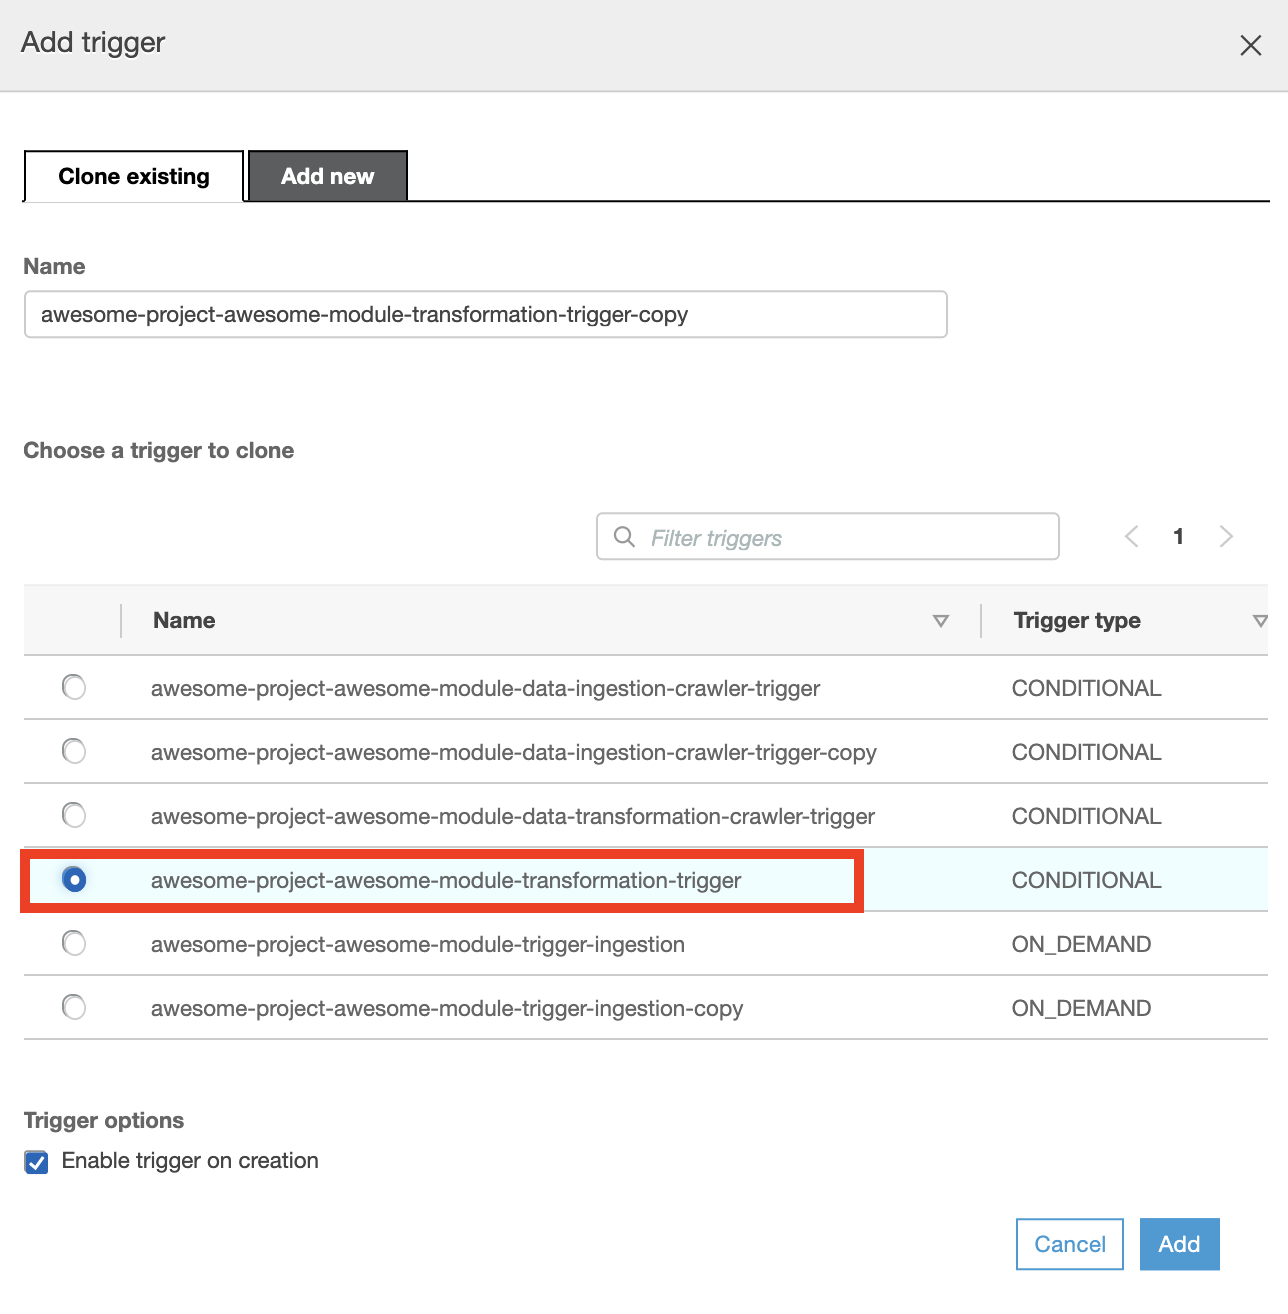 Add trigger
Clone existing Add new
Name
awesome-project-awesome-module-transformation-trigger-copy
Choose a trigger to clone
Filter triggers 1
Name Trigger type
awesome-project-awesome-module-data-ingestion-crawler-trigger CONDITIONAL
awesome-project-awesome-module-data-ingestion-crawler-trigger-copy CONDITIONAL
awesome-project-awesome-module-data-transformation-crawler-trigger CONDITIONAL
awesome-project-awesome-module-transformation-trigger CONDITIONAL
awesome-project-awesome-module-trigger-ingestion ON_DEMAND
awesome-project-awesome-module-trigger-ingestion-copy ON_DEMAND
Trigger options
Enable trigger on creation
Cancel Add